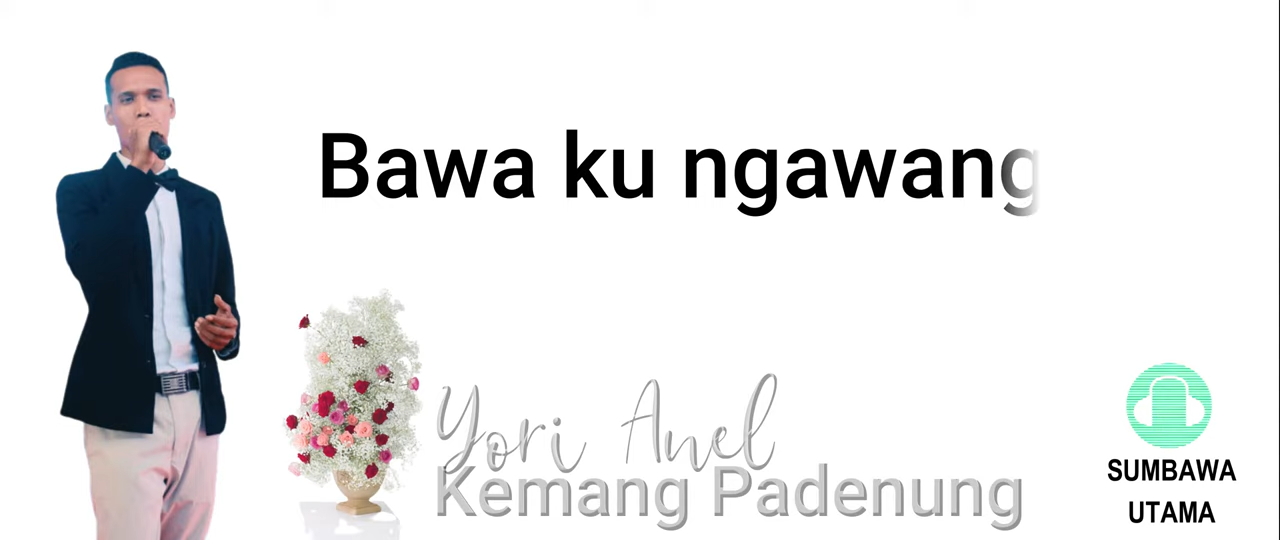 Bawa ku ngawang
Yori Anel
Kemang Padenung
SUMBAWA
UTAMA